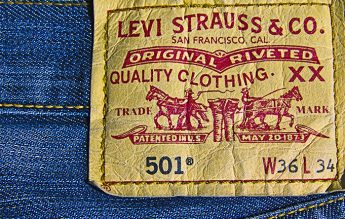 LEVI STRAUSS & CO.
SAN FRANCISCO, CAL.
ORIGINAL RIVETED
QUALITY CLOTHING. XX
TRADE MARK
PATENTED IN U.S. MAY 20 1873
501® W36 L 34